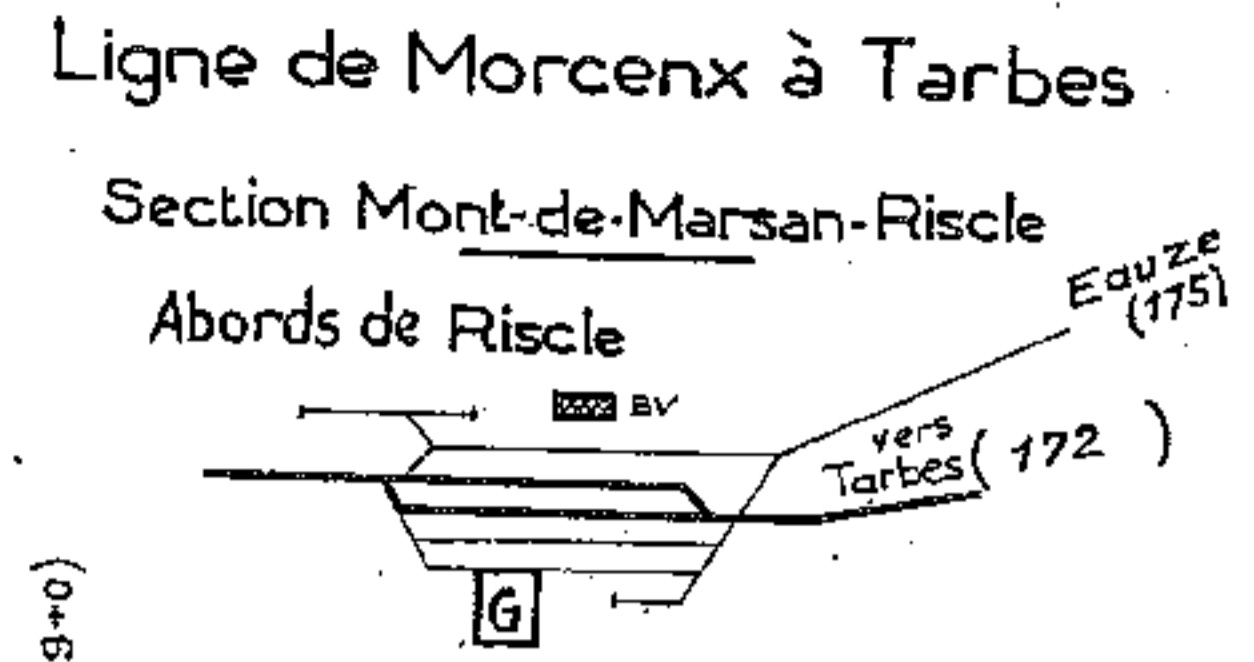 Ligne de Morcenx à Tarbes
Section Mont-de-Marsan-Riscle
Abords de Riscle
Eauze
(175)
BV
vers
Tarbes (172)
G